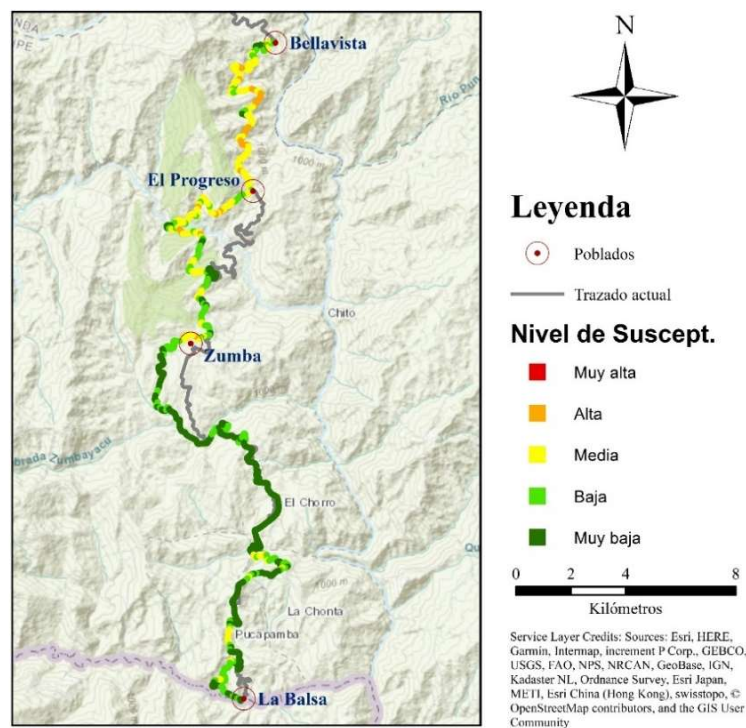 Bellavista
El Progreso
1000 m
Chito
Zumba
El Chorro
1000 m
La Chonta
Pucapamba
La Balsa
N
Leyenda
Poblados
Trazado actual
Nivel de Suscept.
Muy alta
Alta
Media
Baja
Muy baja
0 2 4 8
Kilómetros
Service Layer Credits: Sources: Esri, HERE,
Garmin, Intermap, increment P Corp., GEBCO,
USGS, FAO, NPS, NRCAN, GeoBase, IGN,
Kadaster NL, Ordnance Survey, Esri Japan,
METI, Esri China (Hong Kong), swisstopo, ©
OpenStreetMap contributors, and the GIS User
Community